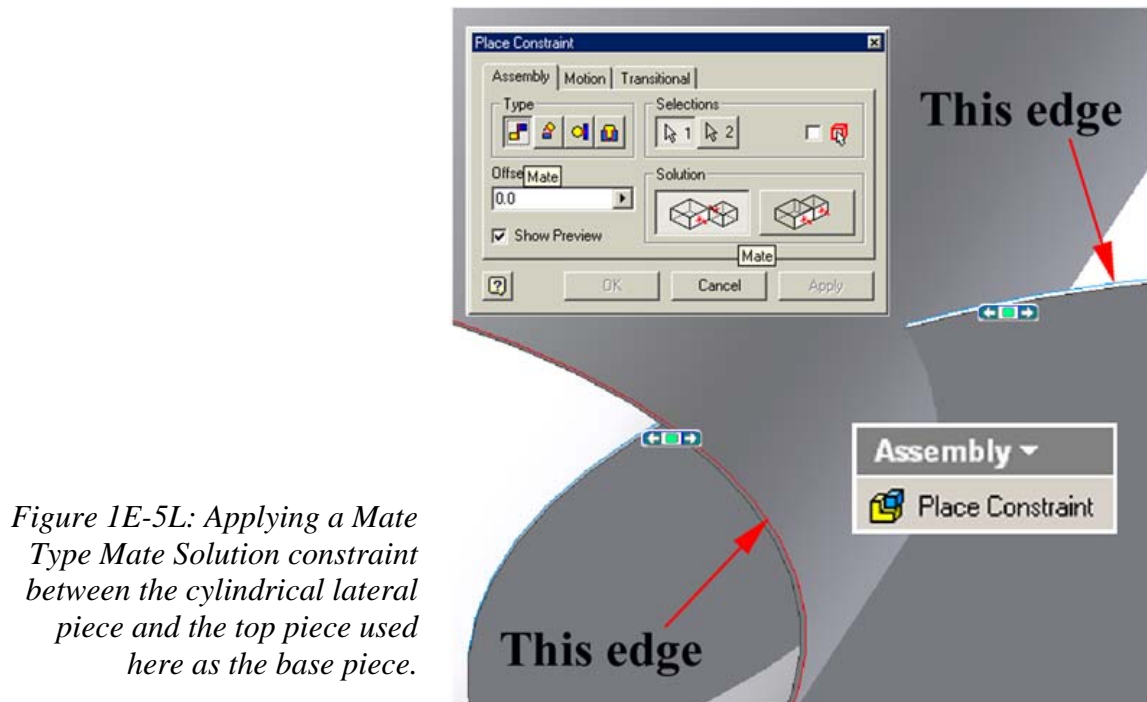 Place Constraint
Assembly Motion Transitional
Type
Selections
1 2
Offse
Mate
0.0
Solution
Show Preview
Mate
? OK Cancel Apply
This edge
Assembly
Place Constraint
This edge
Figure 1E-5L: Applying a Mate
Type Mate Solution constraint
between the cylindrical lateral
piece and the top piece used
here as the base piece.